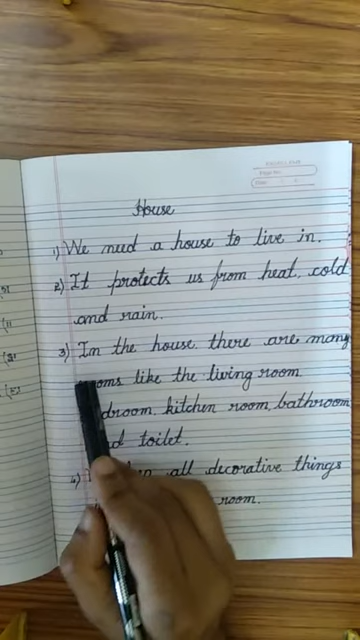 House
1) We need a house to live in.
2) It protects us from heat, cold
and rain.
3) In the house there are many
rooms like the living room
droom, kitchen room, bathroom
toilet.
4) all decorative things
room.